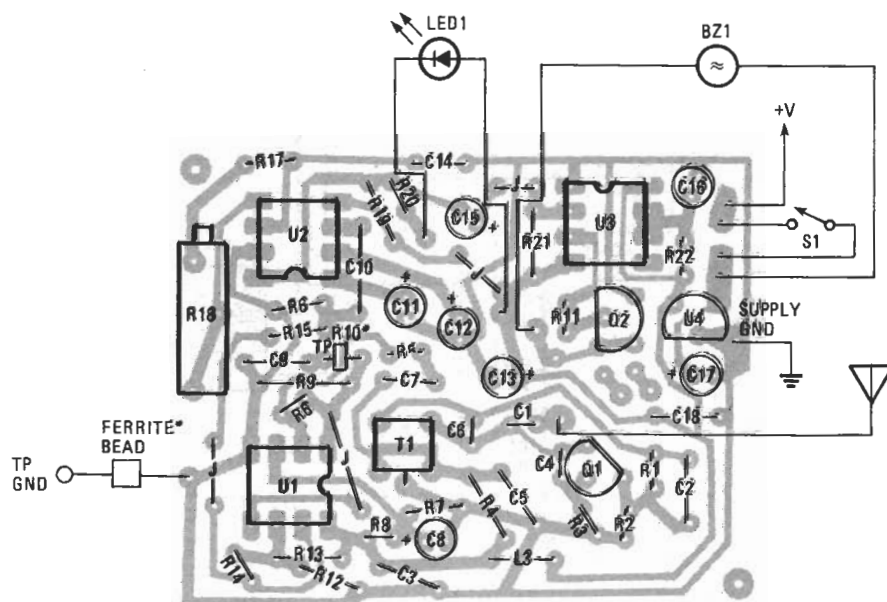 LED1
BZ1
+V
R17
C14
J
C16
R20
R19
C15
+
U2
U3
S1
R21
R22
C10
J
R18
+
C11
R6
C12
+
R11
Q2
U4
SUPPLY
GND
R15
R10*
TP
R5
C9
C7
R9
C13
+
+
C17
R6
C1
C18
FERRITE*
BEAD
T1
C6
TP
GND
J
J
U1
C4
Q1
R1
C2
R7
R4
C5
R8
+
C8
R3
R2
R13
R14
R12
C3
L3